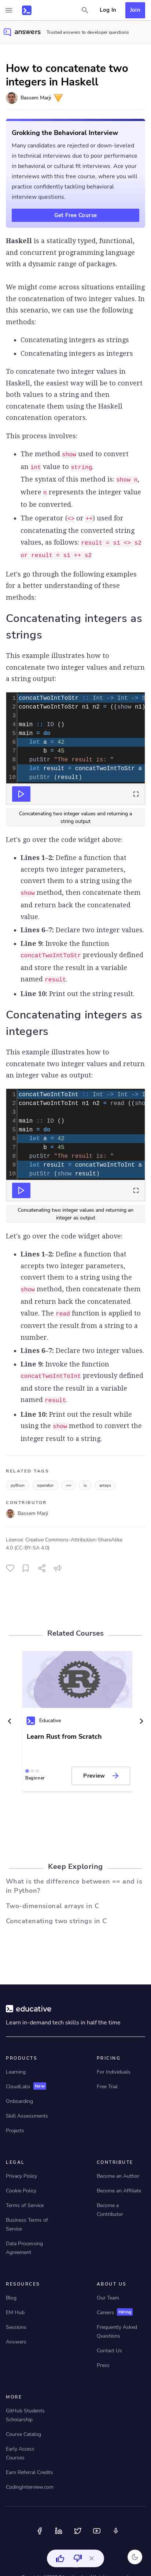 Log In
Join
answers Trusted answers to developer questions
How to concatenate two
integers in Haskell
Bassem Marji
Grokking the Behavioral Interview
Many candidates are rejected or down-leveled
in technical interviews due to poor performance
in behavioral or cultural fit interviews. Ace your
interviews with this free course, where you will
practice confidently tackling behavioral
interview questions.
Get Free Course
Haskell is a statically typed, modern, lazy, and
concurrent programming language with a
garbage collector.
We might come across situations entailing
the concatenation of integer values. In this
scenario, we can use the following
methods:
Concatenating integers as strings
Concatenating integers as integers
To concatenate two integer values in
Haskell, the easiest way would be to cast
these integers to strings and then
concatenate them using the Haskell
concatenation operators.
This process involves:
The method show used to convert
an int value to string.
The syntax of this method is: show n,
where n represents the integer value
to be converted.
The operator (<> or ++) used for
concatenating the converted string
values, as follows: result = s1 <> s2
or result = s1 ++ s2
Let's go through the following examples
for a better understanding of these
methods:
Concatenating integers as
strings
This example illustrates how to
concatenate two integer values and return
a string output:
1 concatTwoIntToStr :: Int -> Int ->
2 concatTwoIntToStr n1 n2 = ((show n1)
3
4 main :: IO ()
5 main = do
6 let a = 42
7 b = 45
8 putStr "The result is: "
9 let result = concatTwoIntToStr a
10 putStr (result)
Concatenating two integer values and returning a
string output
Let's go over the code widget above:
Lines 1–2: Define a function that
accepts two integer parameters,
convert them to a string using the
show method, then concatenate them
and return back the concatenated
value.
Lines 6–7: Declare two integer values.
Line 9: Invoke the function
concatTwoIntToStr previously defined
and store the result in a variable
named result.
Line 10: Print out the string result.
Concatenating integers as
integers
This example illustrates how to
concatenate two integer values and return
an integer value as output:
1 concatTwoIntToInt :: Int -> Int ->
2 concatTwoIntToInt n1 n2 = read ((sho
3
4 main :: IO ()
5 main = do
6 let a = 42
7 b = 45
8 putStr "The result is: "
9 let result = concatTwoIntToInt a
10 putStr (show result)
Concatenating two integer values and returning an
integer as output
Let's go over the code widget above:
Lines 1–2: Define a function that
accepts two integer parameters,
convert them to a string using the
show method, then concatenate them
and return back the concatenated
value. The read function is applied to
convert the result from a string to a
number.
Lines 6–7: Declare two integer values.
Line 9: Invoke the function
concatTwoIntToInt previously defined
and store the result in a variable
named result.
Line 10: Print out the result while
using the show method to convert the
integer result to a string.
RELATED TAGS
python
operator
==
is
arrays
CONTRIBUTOR
Bassem Marji
License: Creative Commons-Attribution-ShareAlike
4.0 (CC-BY-SA 4.0)
Related Courses
Educative
Learn Rust from Scratch
Beginner
Preview
Keep Exploring
What is the difference between == and is
in Python?
Two-dimensional arrays in C
Concatenating two strings in C
educative
Learn in-demand tech skills in half the time
PRODUCTS
Learning
CloudLabs New
Onboarding
Skill Assessments
Projects
PRICING
For Individuals
Free Trial
LEGAL
Privacy Policy
Cookie Policy
Terms of Service
Business Terms of
Service
Data Processing
Agreement
CONTRIBUTE
Become an Author
Become an Affiliate
Become a
Contributor
RESOURCES
Blog
EM Hub
Sessions
Answers
ABOUT US
Our Team
Careers Hiring
Frequently Asked
Questions
Contact Us
Press
MORE
GitHub Students
Scholarship
Course Catalog
Early Access
Courses
Earn Referral Credits
CodingInterview.com